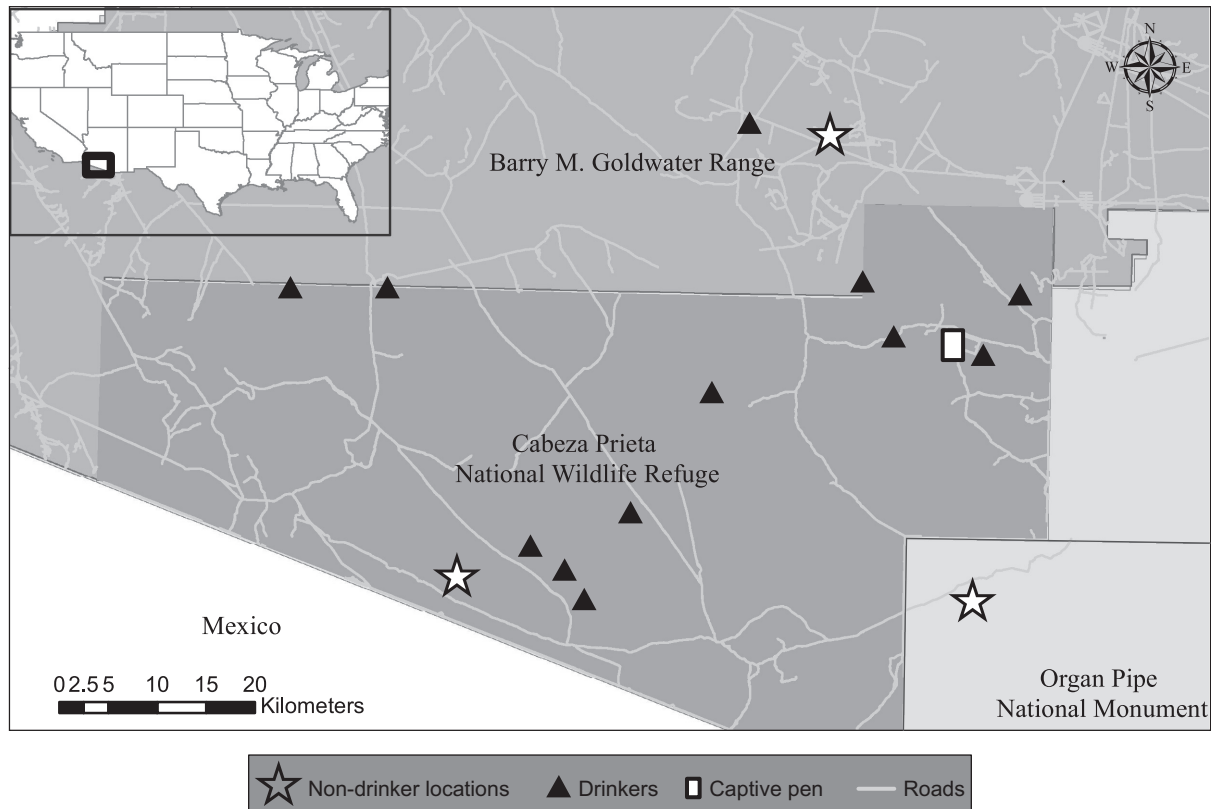 N
W E
S
Barry M. Goldwater Range
Cabeza Prieta
National Wildlife Refuge
Mexico
0 2.5 5 10 15 20
Kilometers
Organ Pipe
National Monument
Non-drinker locations Drinkers Captive pen Roads